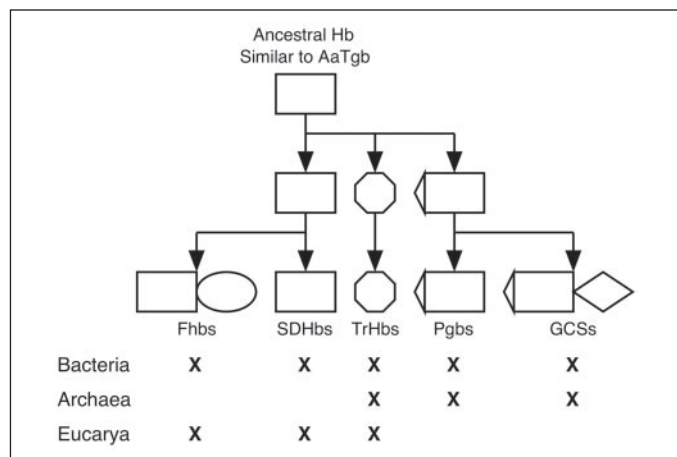 Ancestral Hb
Similar to AaTgb
Fhbs SDHbs TrHbs Pgbs GCSs
Bacteria X X X X X
Archaea X X X
Eucarya X X X